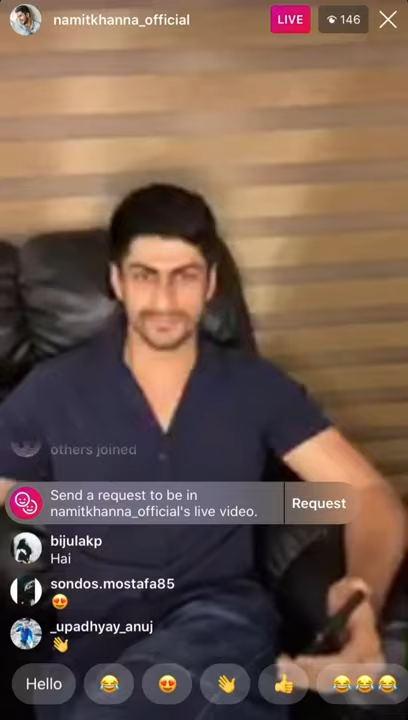 namitkhanna_official
LIVE
146
others joined
Send a request to be in
namitkhanna_official's live video.
Request
bijulakp
Hai
sondos.mostafa85
😍
_upadhyay_anuj
👋
Hello
😂
😍
👋
👍
😂😂😂